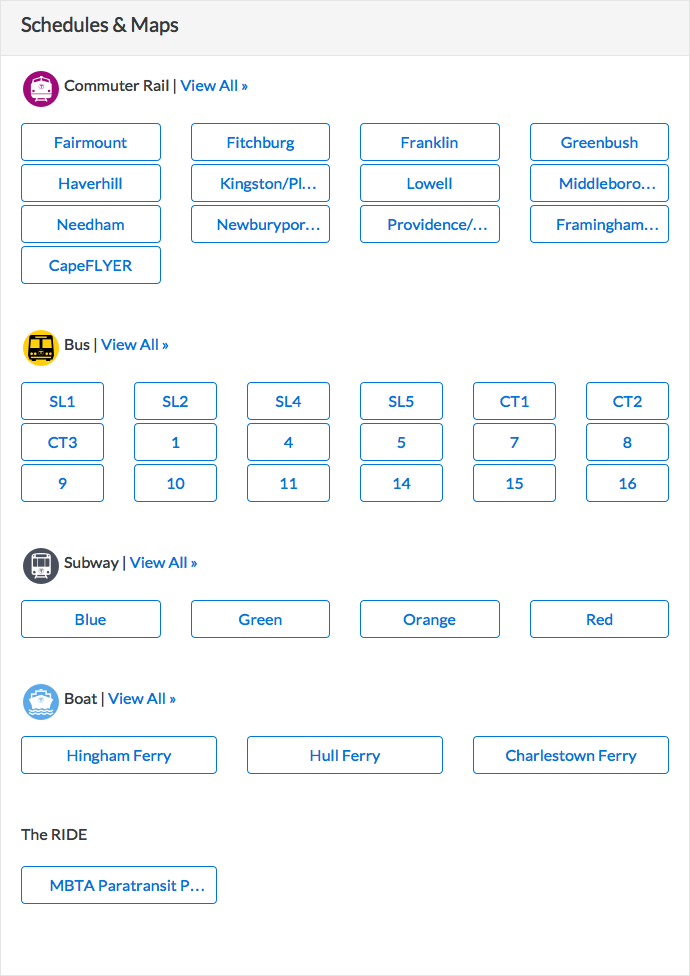 Schedules & Maps
Commuter Rail | View All »
Fairmount Fitchburg Franklin Greenbush
Haverhill Kingston/Pl... Lowell Middleboro...
Needham Newburypor... Providence/... Framingham...
CapeFLYER
Bus | View All »
SL1 SL2 SL4 SL5 CT1 CT2
CT3 1 4 5 7 8
9 10 11 14 15 16
Subway | View All »
Blue Green Orange Red
Boat | View All »
Hingham Ferry Hull Ferry Charlestown Ferry
The RIDE
MBTA Paratransit P...